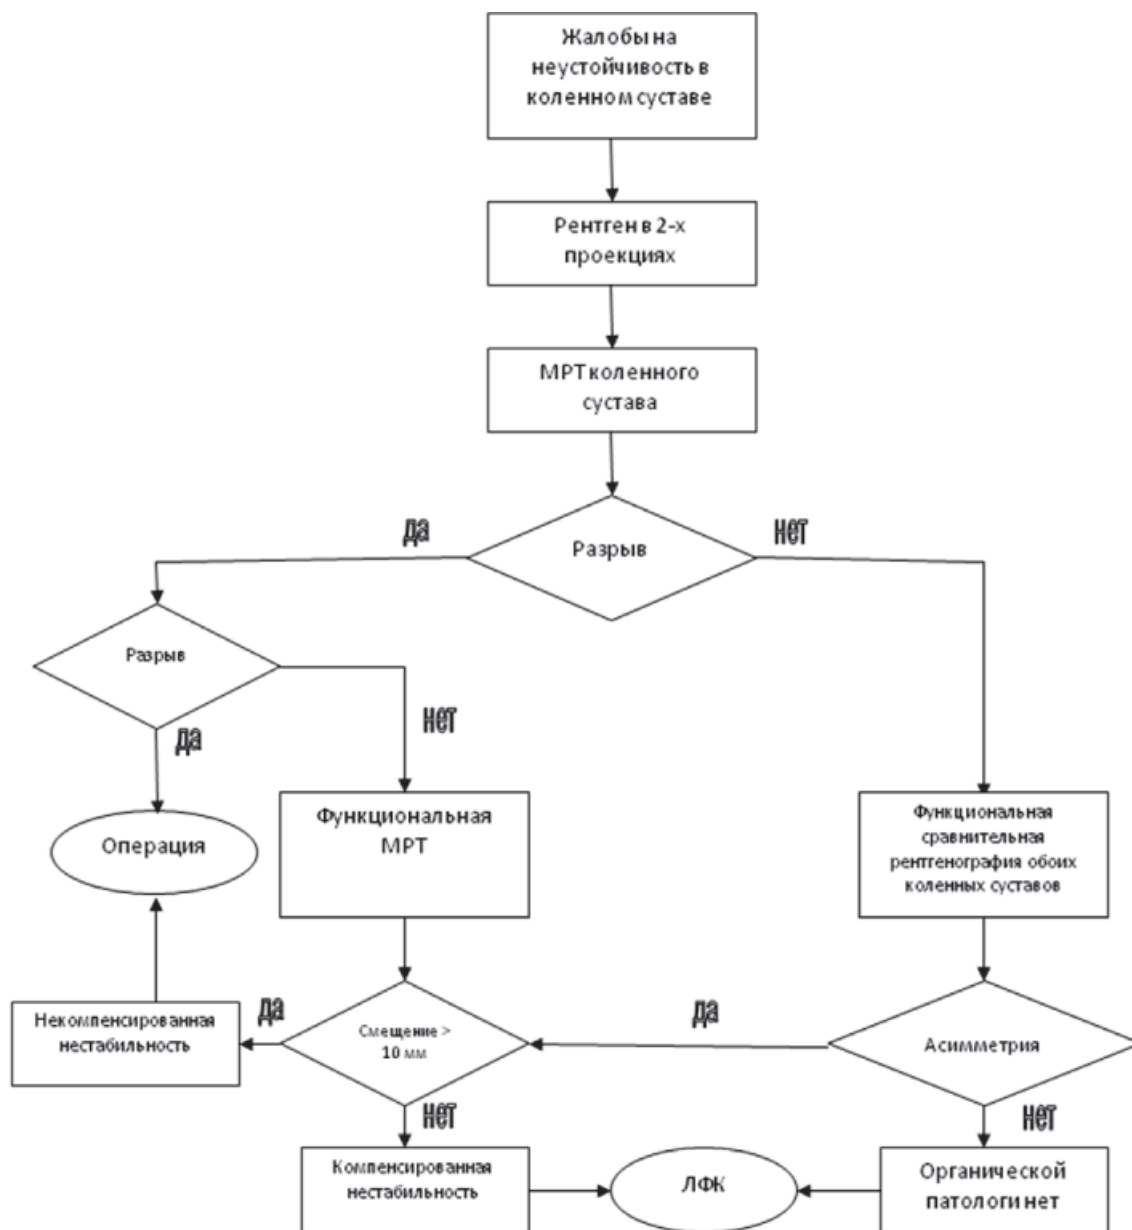 Жалобы на
неустойчивость в
коленном суставе
Рентген в 2-х
проекциях
МРТ коленного
сустава
да
нет
Разрыв
Разрыв
да
нет
Функциональная
МРТ
Функциональная
сравнительная
рентгенография обоих
коленных суставов
Операция
Некомпенсированная
нестабильность
да
Смещение >
10 мм
да
Асимметрия
нет
нет
Компенсированная
нестабильность
ЛФК
Органической
патологи нет